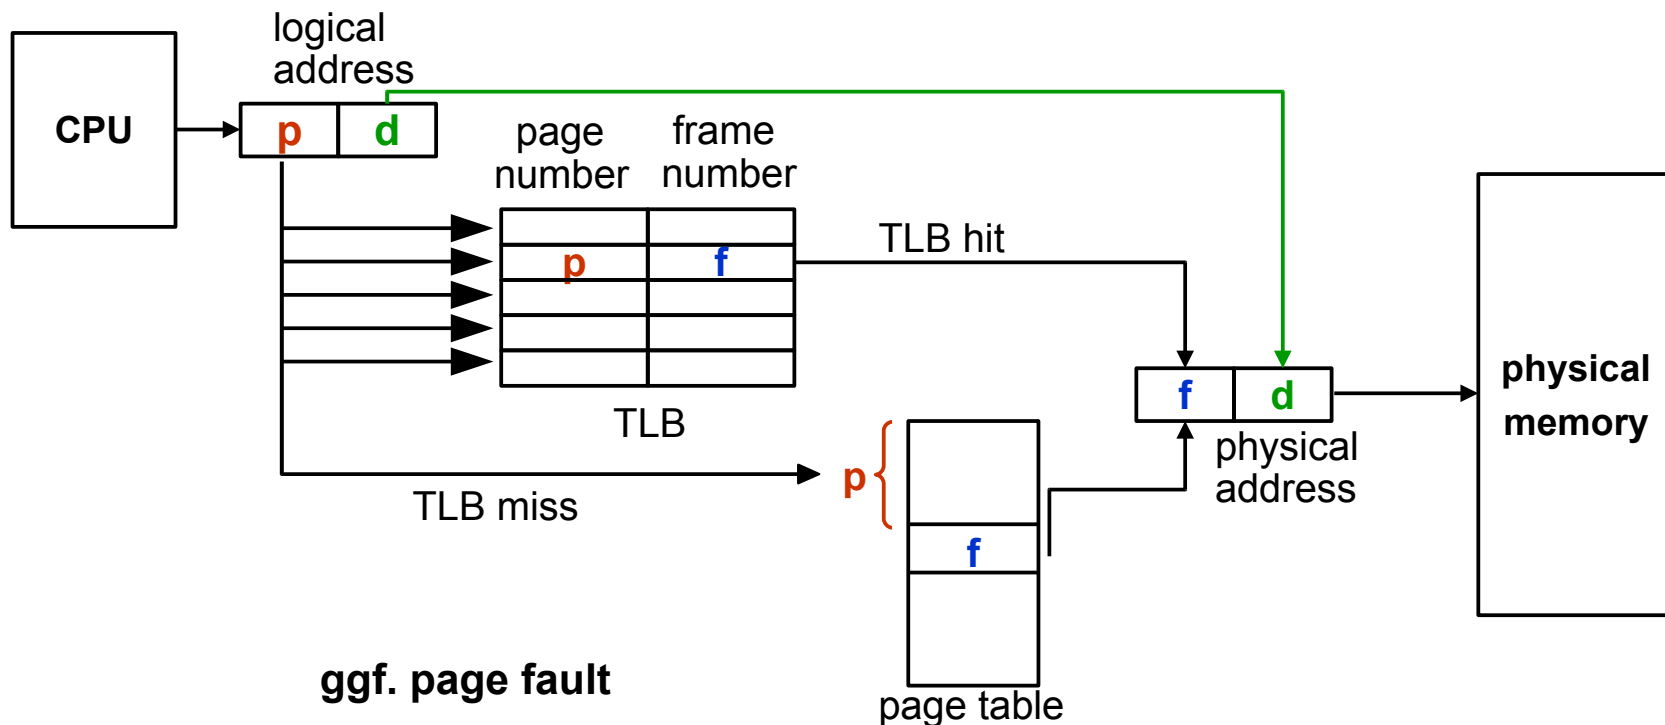 logical
address
CPU
p d
page
number
frame
number
TLB hit
p f
TLB
f d
physical
address
physical
memory
p
TLB miss
f
ggf. page fault
page table